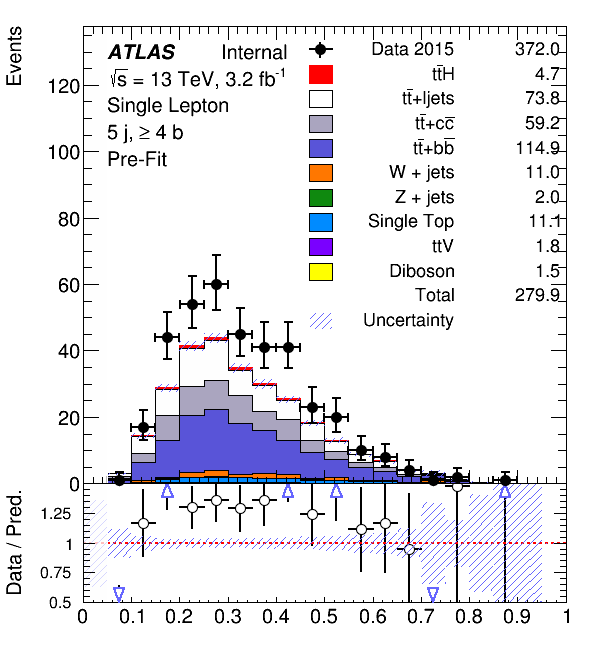 ATLAS Internal
√s = 13 TeV, 3.2 fb⁻¹
Single Lepton
5 j, ≥ 4 b
Pre-Fit
Data 2015 372.0
tt̄H 4.7
tt̄+ljets 73.8
tt̄+cc̄ 59.2
tt̄+bb̄ 114.9
W + jets 11.0
Z + jets 2.0
Single Top 11.1
ttV 1.8
Diboson 1.5
Total 279.9
Uncertainty
Events
120
100
80
60
40
20
0
Data / Pred.
1.25
1
0.75
0.5
0 0.1 0.2 0.3 0.4 0.5 0.6 0.7 0.8 0.9 1